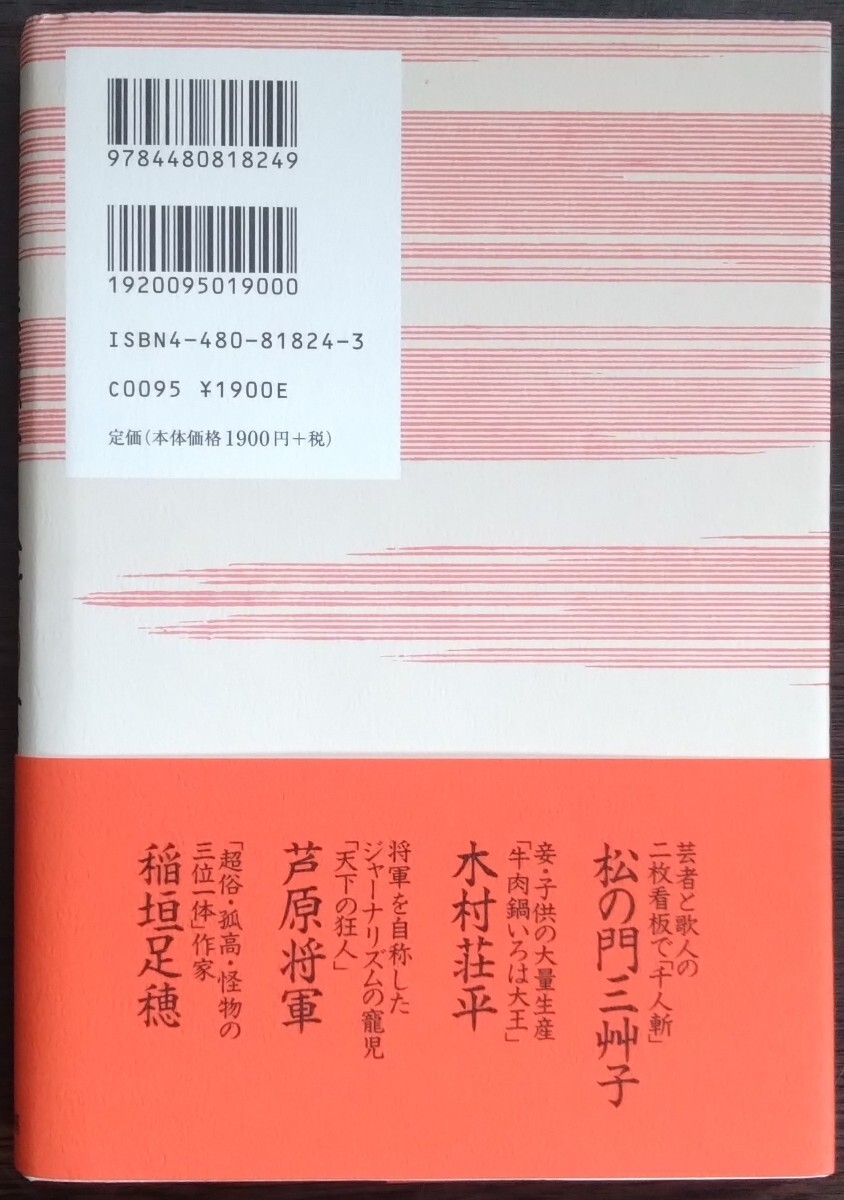 9784480818249
1920095019000
ISBN4-480-81824-3
C0095 ¥1900E
定価(本体価格1900円+税)
芸者と歌人の
二枚看板で「千人斬」
松の門三艸子
妾・子供の大量生産
「牛肉鍋いろは大王」
木村荘平
将軍を自称した
ジャーナリズムの寵児
「天下の狂人」
芦原将軍
「超俗・孤高・怪物の
三位一体」作家
稲垣足穂